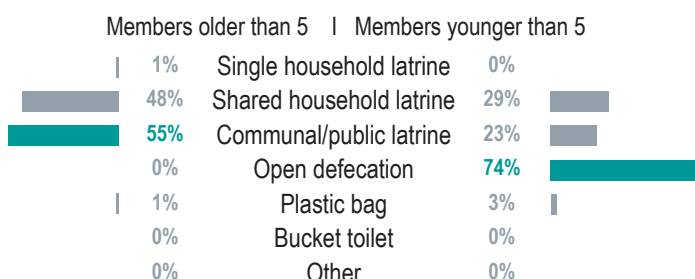 Members older than 5 I Members younger than 5
1% Single household latrine 0%
48% Shared household latrine 29%
55% Communal/public latrine 23%
0% Open defecation 74%
1% Plastic bag 3%
0% Bucket toilet 0%
0% Other 0%